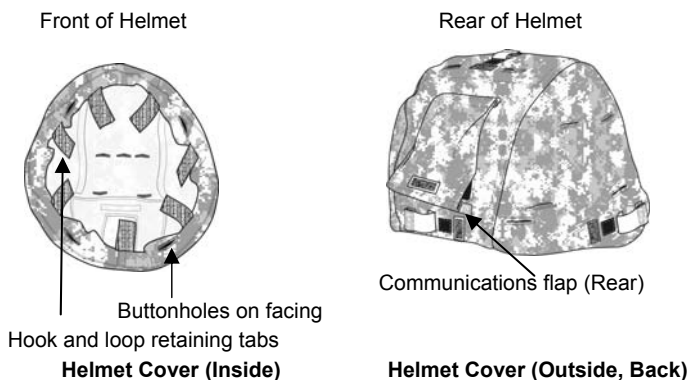 Front of Helmet
Rear of Helmet
Communications flap (Rear)
Buttonholes on facing
Hook and loop retaining tabs
Helmet Cover (Inside)
Helmet Cover (Outside, Back)